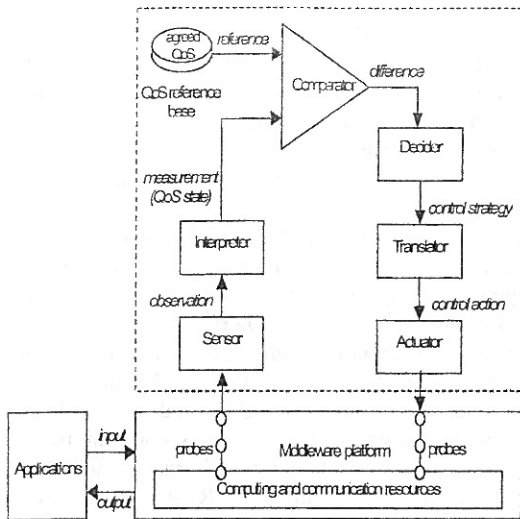 agreed
QoS
reference
QoS reference
base
Comparator
difference
Decider
measurement
(QoS state)
control strategy
Interpretor
Translator
observation
control action
Sensor
Actuator
input
probes
Middleware platform
probes
Applications
output
Computing and communication resources